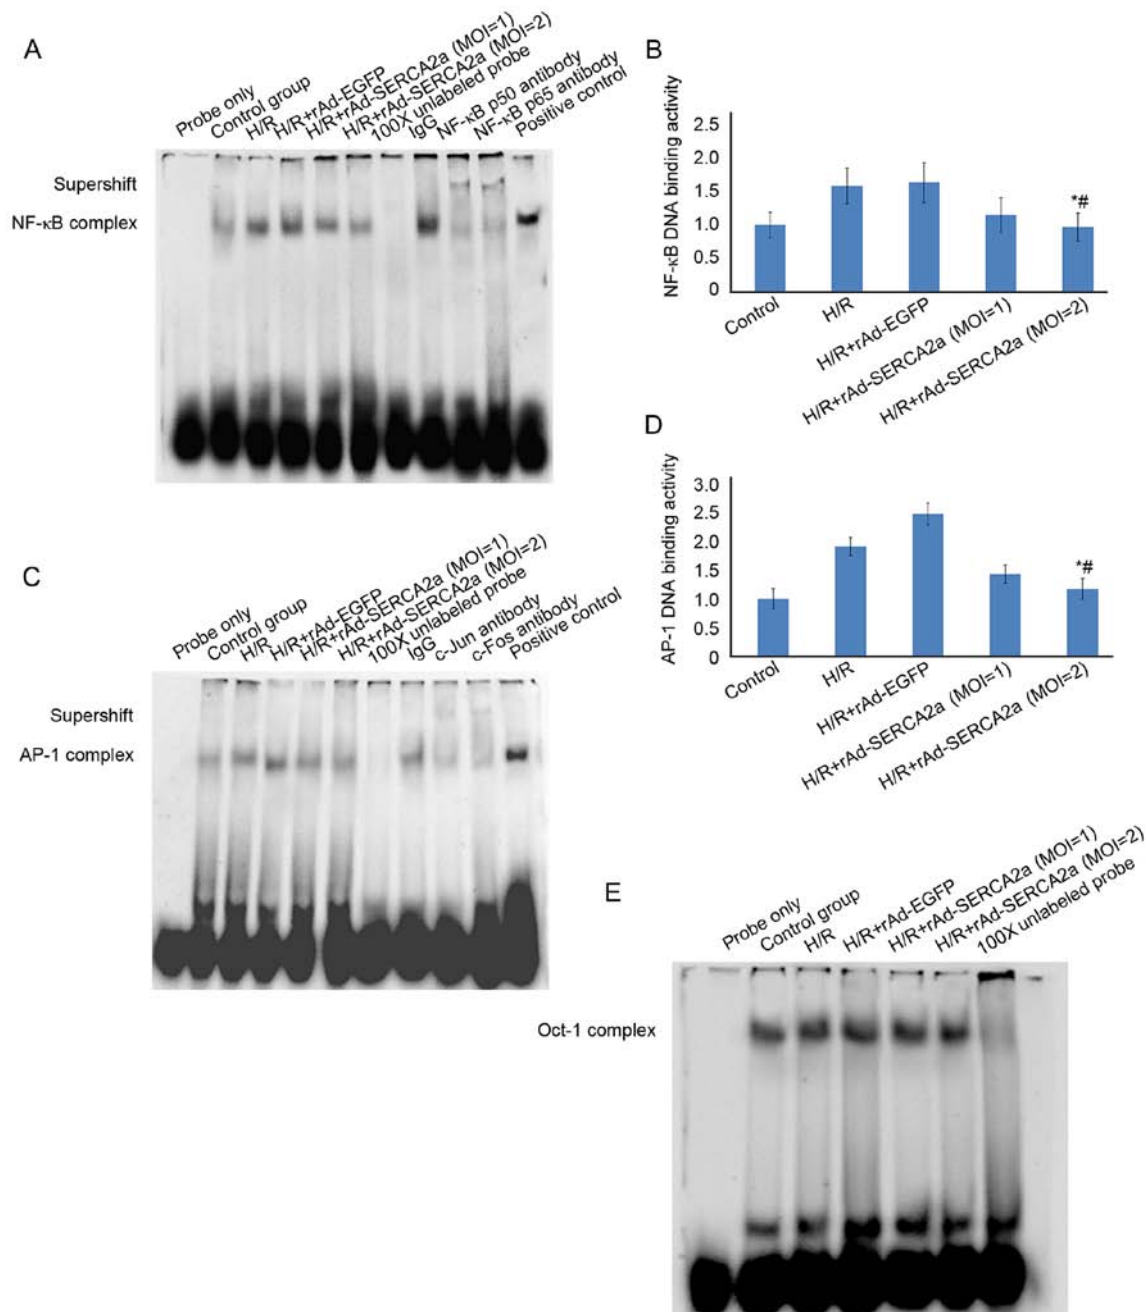 A
Probe only
Control group
H/R
H/R+rAd-EGFP
H/R+rAd-SERCA2a (MOI=1)
H/R+rAd-SERCA2a (MOI=2)
100X unlabeled probe
IgG
NF-κB p50 antibody
NF-κB p65 antibody
Positive control
Supershift
NF-κB complex
B
NF-κB DNA binding activity
2.5
2.0
1.5
1.0
0.5
0
*#
Control
H/R
H/R+rAd-EGFP
H/R+rAd-SERCA2a (MOI=1)
H/R+rAd-SERCA2a (MOI=2)
C
Probe only
Control group
H/R
H/R+rAd-EGFP
H/R+rAd-SERCA2a (MOI=1)
H/R+rAd-SERCA2a (MOI=2)
100X unlabeled probe
IgG
c-Jun antibody
c-Fos antibody
Positive control
Supershift
AP-1 complex
D
AP-1 DNA binding activity
3.0
2.5
2.0
1.5
1.0
0.5
0
*#
Control
H/R
H/R+rAd-EGFP
H/R+rAd-SERCA2a (MOI=1)
H/R+rAd-SERCA2a (MOI=2)
E
Probe only
Control group
H/R
H/R+rAd-EGFP
H/R+rAd-SERCA2a (MOI=1)
H/R+rAd-SERCA2a (MOI=2)
100X unlabeled probe
Oct-1 complex